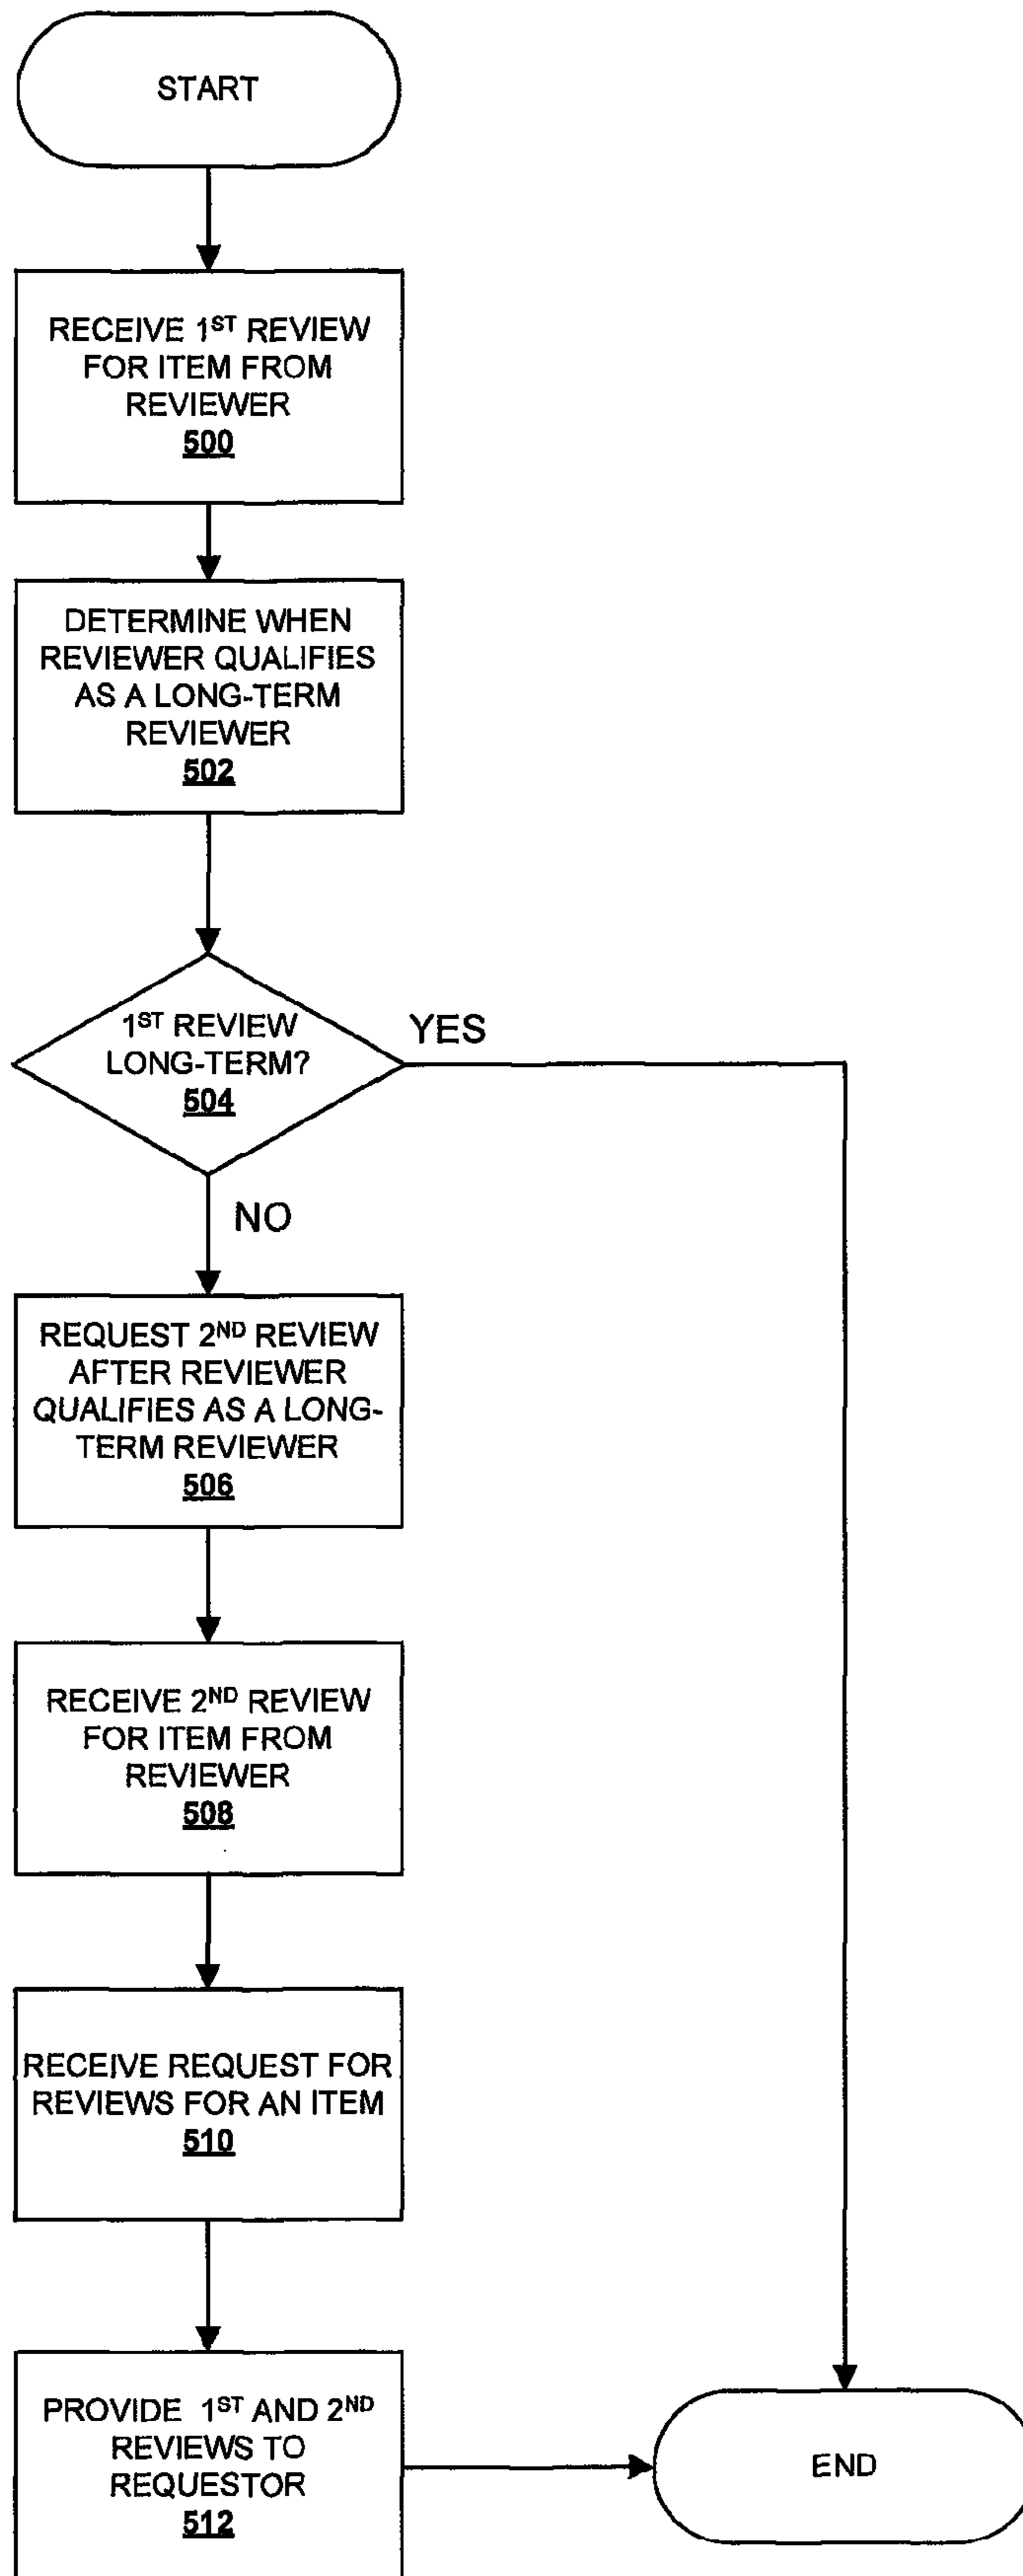 START
RECEIVE 1ST REVIEW
FOR ITEM FROM
REVIEWER
500
DETERMINE WHEN
REVIEWER QUALIFIES
AS A LONG-TERM
REVIEWER
502
1ST REVIEW
LONG-TERM?
504
YES
NO
REQUEST 2ND REVIEW
AFTER REVIEWER
QUALIFIES AS A LONG-
TERM REVIEWER
506
RECEIVE 2ND REVIEW
FOR ITEM FROM
REVIEWER
508
RECEIVE REQUEST FOR
REVIEWS FOR AN ITEM
510
PROVIDE 1ST AND 2ND
REVIEWS TO
REQUESTOR
512
END